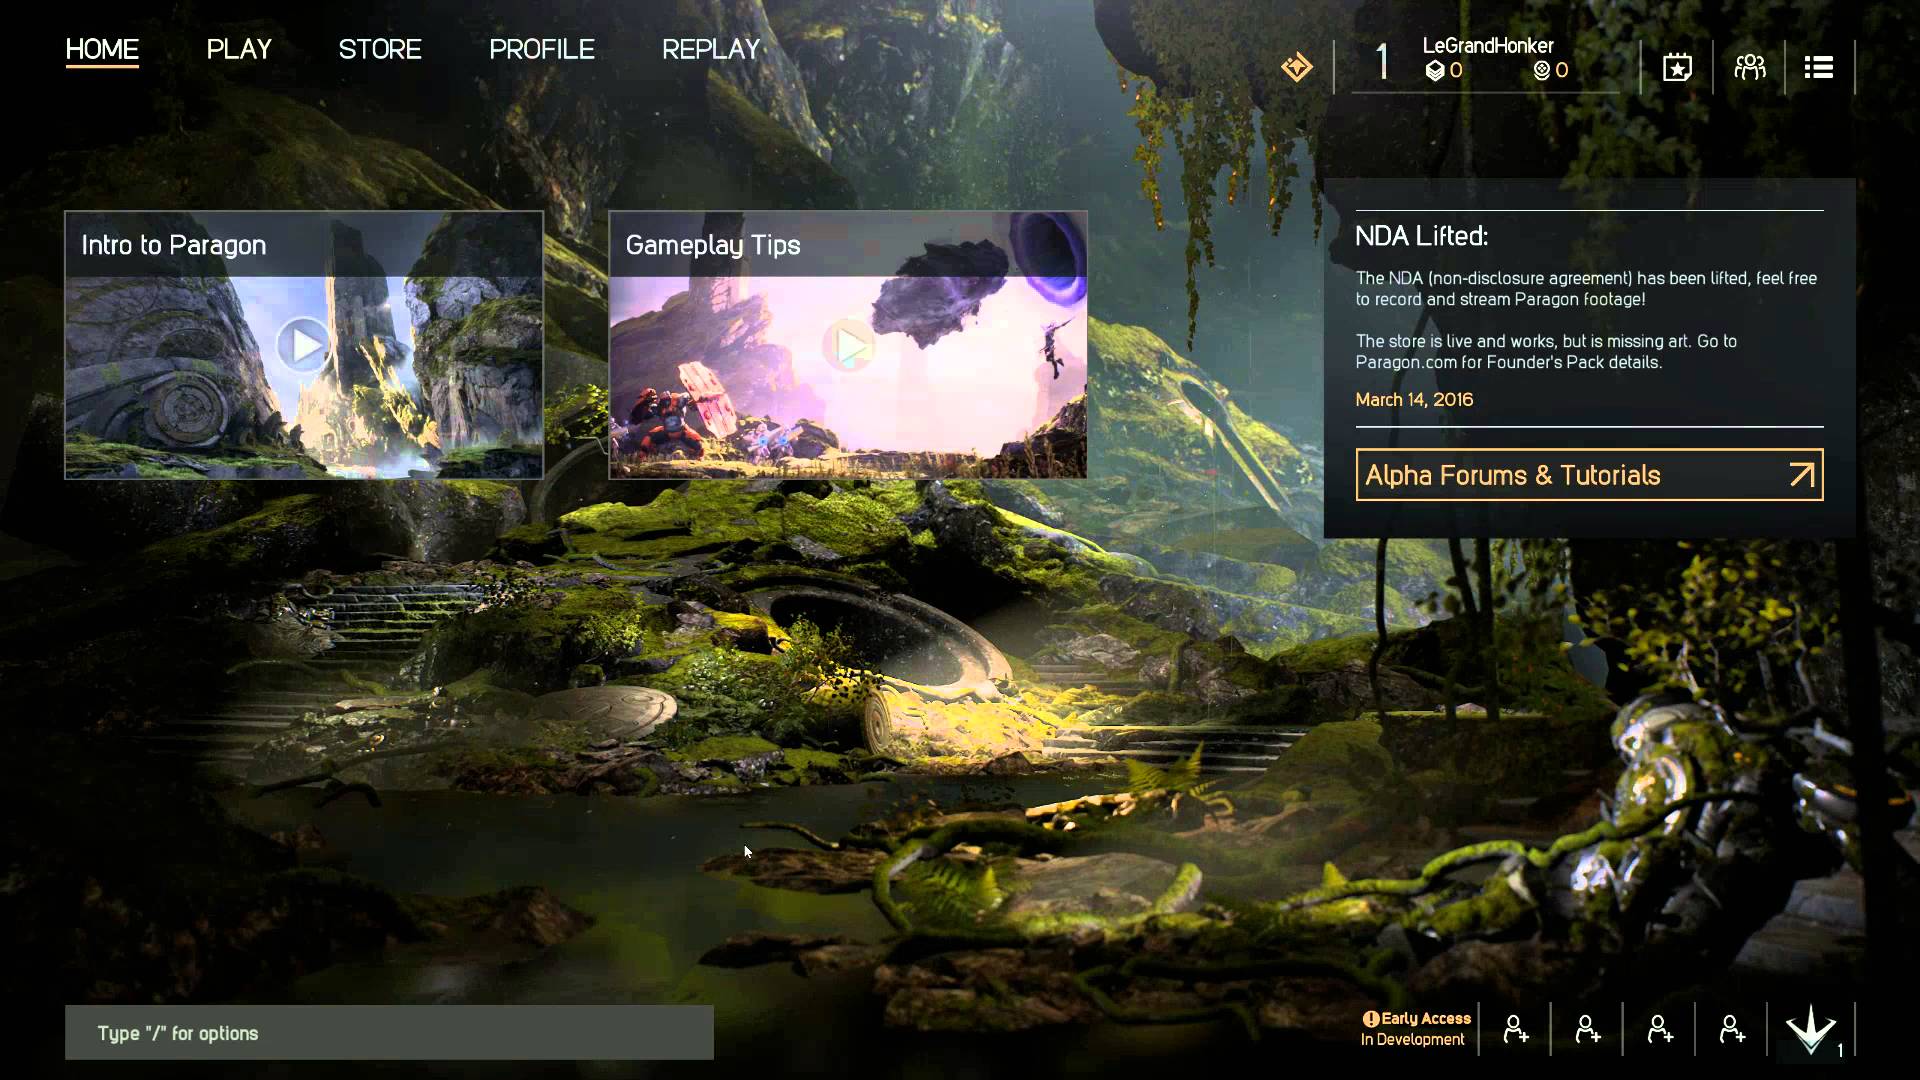 HOME PLAY STORE PROFILE REPLAY
1
LeGrandHonker
0 0
Intro to Paragon
Gameplay Tips
NDA Lifted:
The NDA (non-disclosure agreement) has been lifted, feel free
to record and stream Paragon footage!
The store is live and works, but is missing art. Go to
Paragon.com for Founder's Pack details.
March 14, 2016
Alpha Forums & Tutorials
Type "/" for options
Early Access
In Development
1